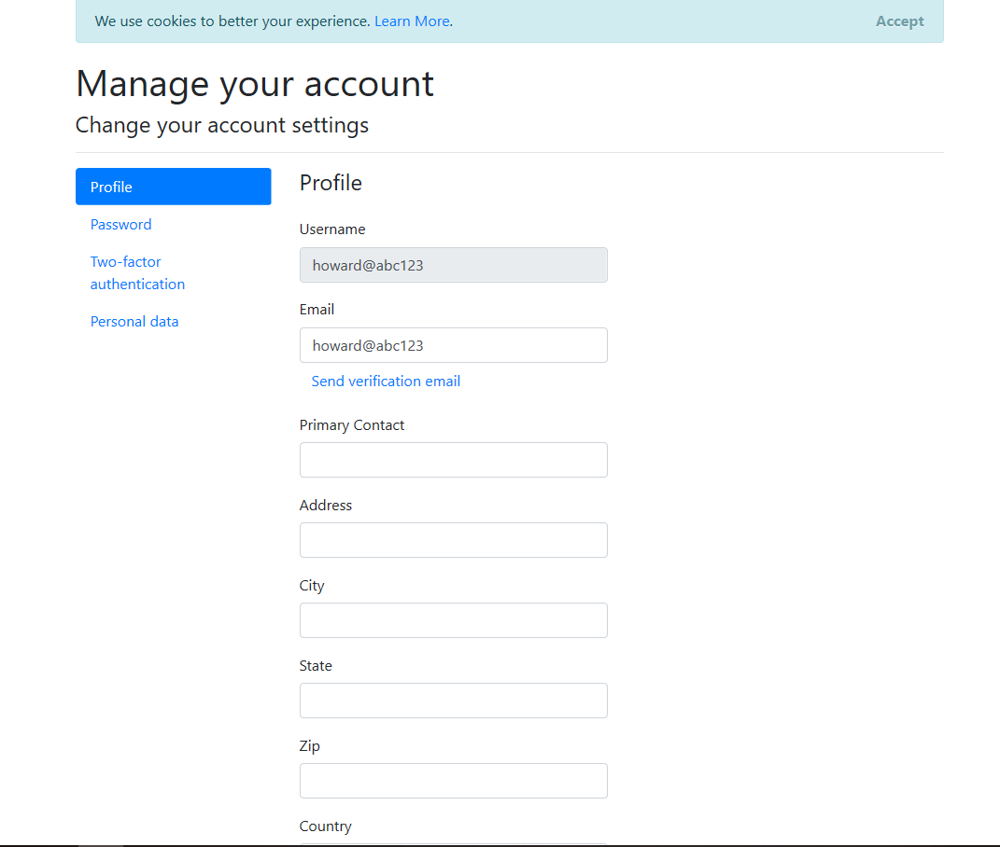 We use cookies to better your experience. Learn More.
Accept
Manage your account
Change your account settings
Profile
Password
Two-factor
authentication
Personal data
Profile
Username
howard@abc123
Email
howard@abc123
Send verification email
Primary Contact
Address
City
State
Zip
Country